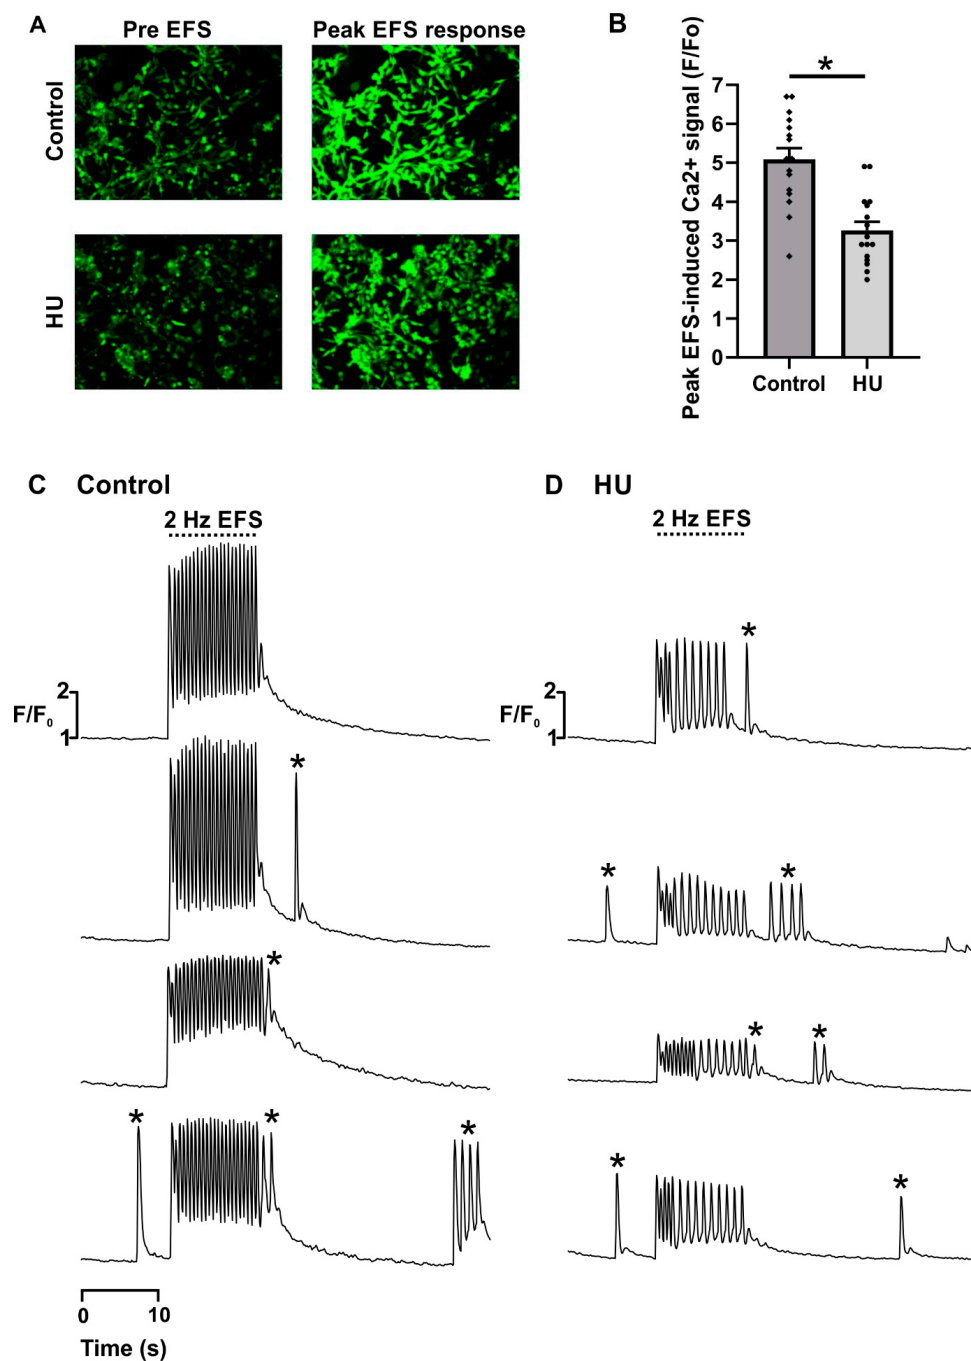 A
Pre EFS
Peak EFS response
Control
HU
B
Peak EFS-induced Ca2+ signal (F/Fo)
*
7
6
5
4
3
2
1
0
Control
HU
C Control
2 Hz EFS
2
F/F0
1
*
*
*
*
*
0 10
Time (s)
D HU
2 Hz EFS
2
F/F0
1
*
*
*
*
*
*
*